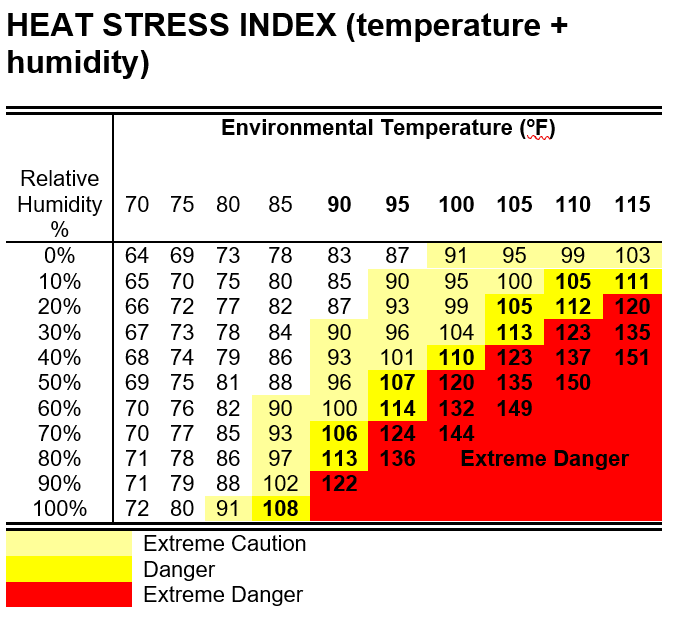 HEAT STRESS INDEX (temperature +
humidity)
Environmental Temperature (°F)
Relative
Humidity 70 75 80 85 90 95 100 105 110 115
%
0% 64 69 73 78 83 87 91 95 99 103
10% 65 70 75 80 85 90 95 100 105 111
20% 66 72 77 82 87 93 99 105 112 120
30% 67 73 78 84 90 96 104 113 123 135
40% 68 74 79 86 93 101 110 123 137 151
50% 69 75 81 88 96 107 120 135 150
60% 70 76 82 90 100 114 132 149
70% 70 77 85 93 106 124 144
80% 71 78 86 97 113 136 Extreme Danger
90% 71 79 88 102 122
100% 72 80 91 108
Extreme Caution
Danger
Extreme Danger